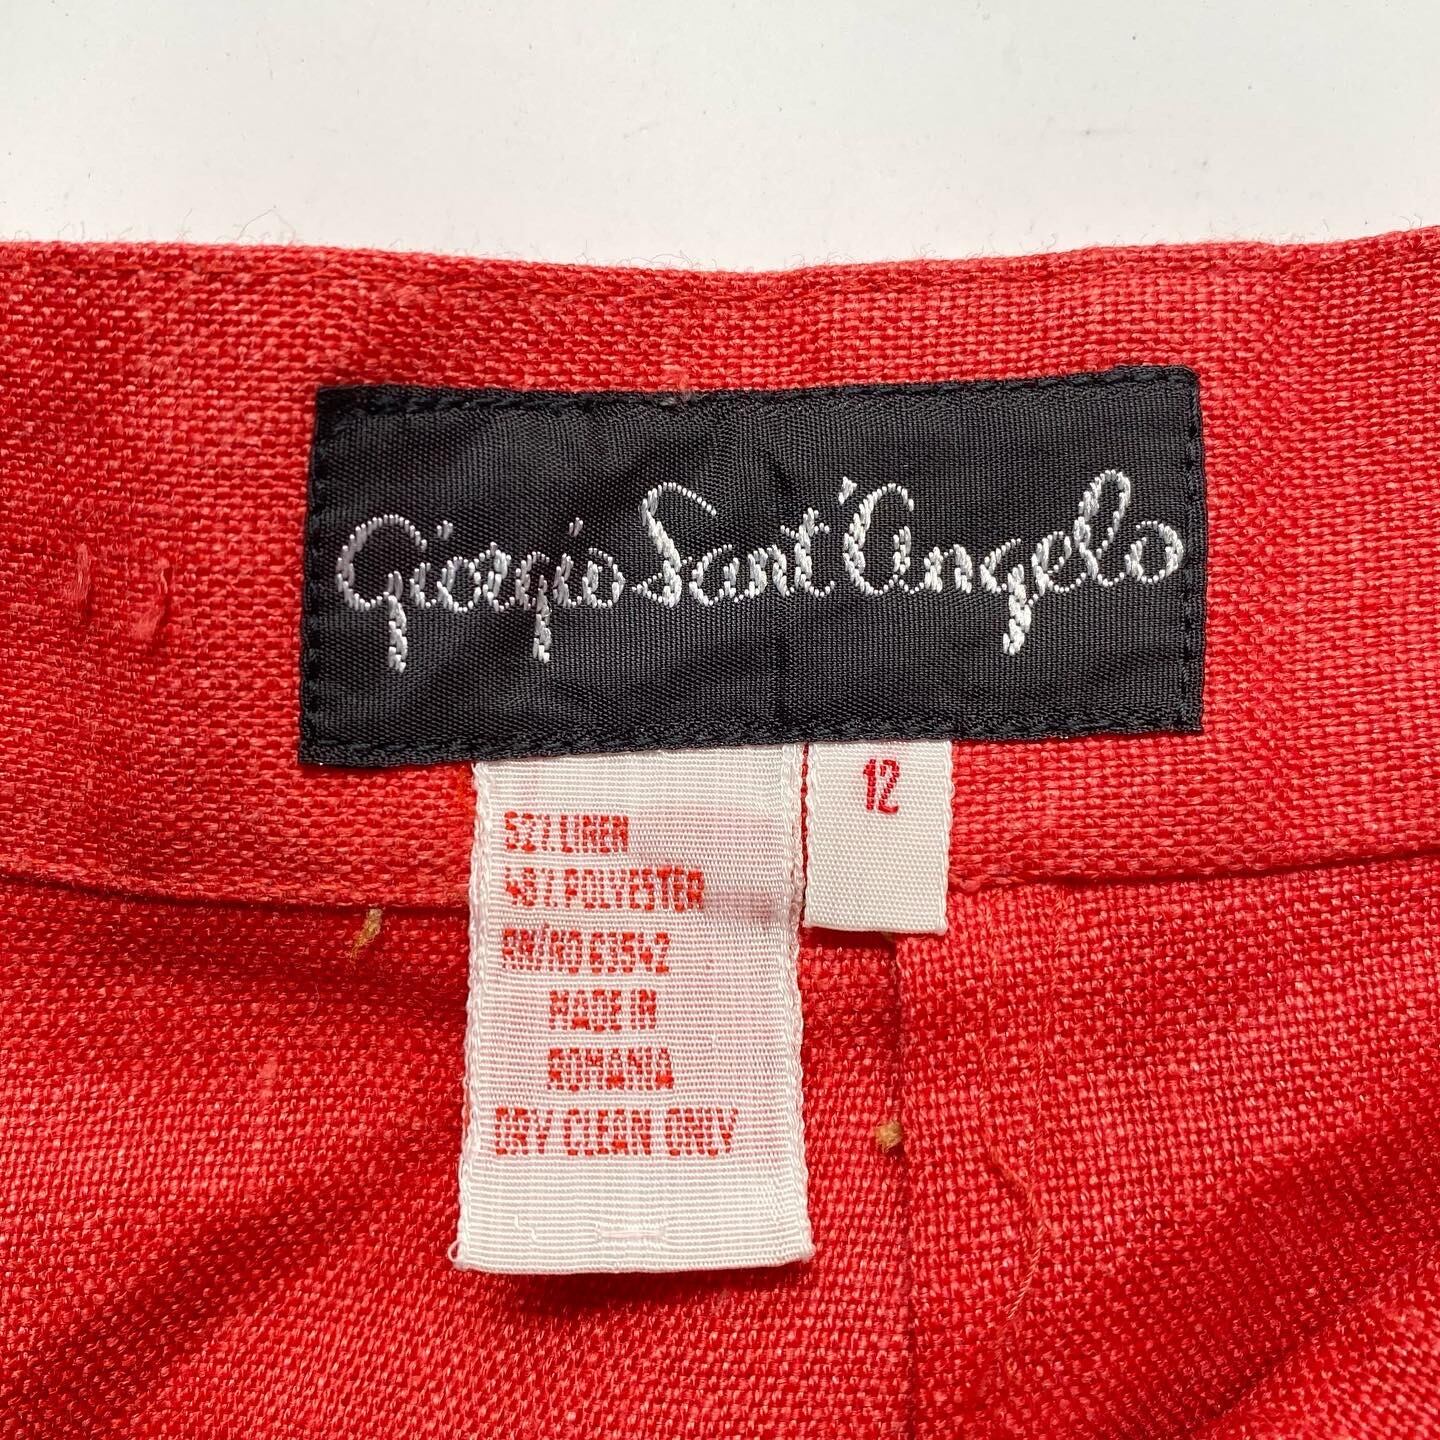 Giorgio Sant'Angelo
12
52% LINEN
48% POLYESTER
RN/NO 63542
MADE IN
ROMANIA
DRY CLEAN ONLY